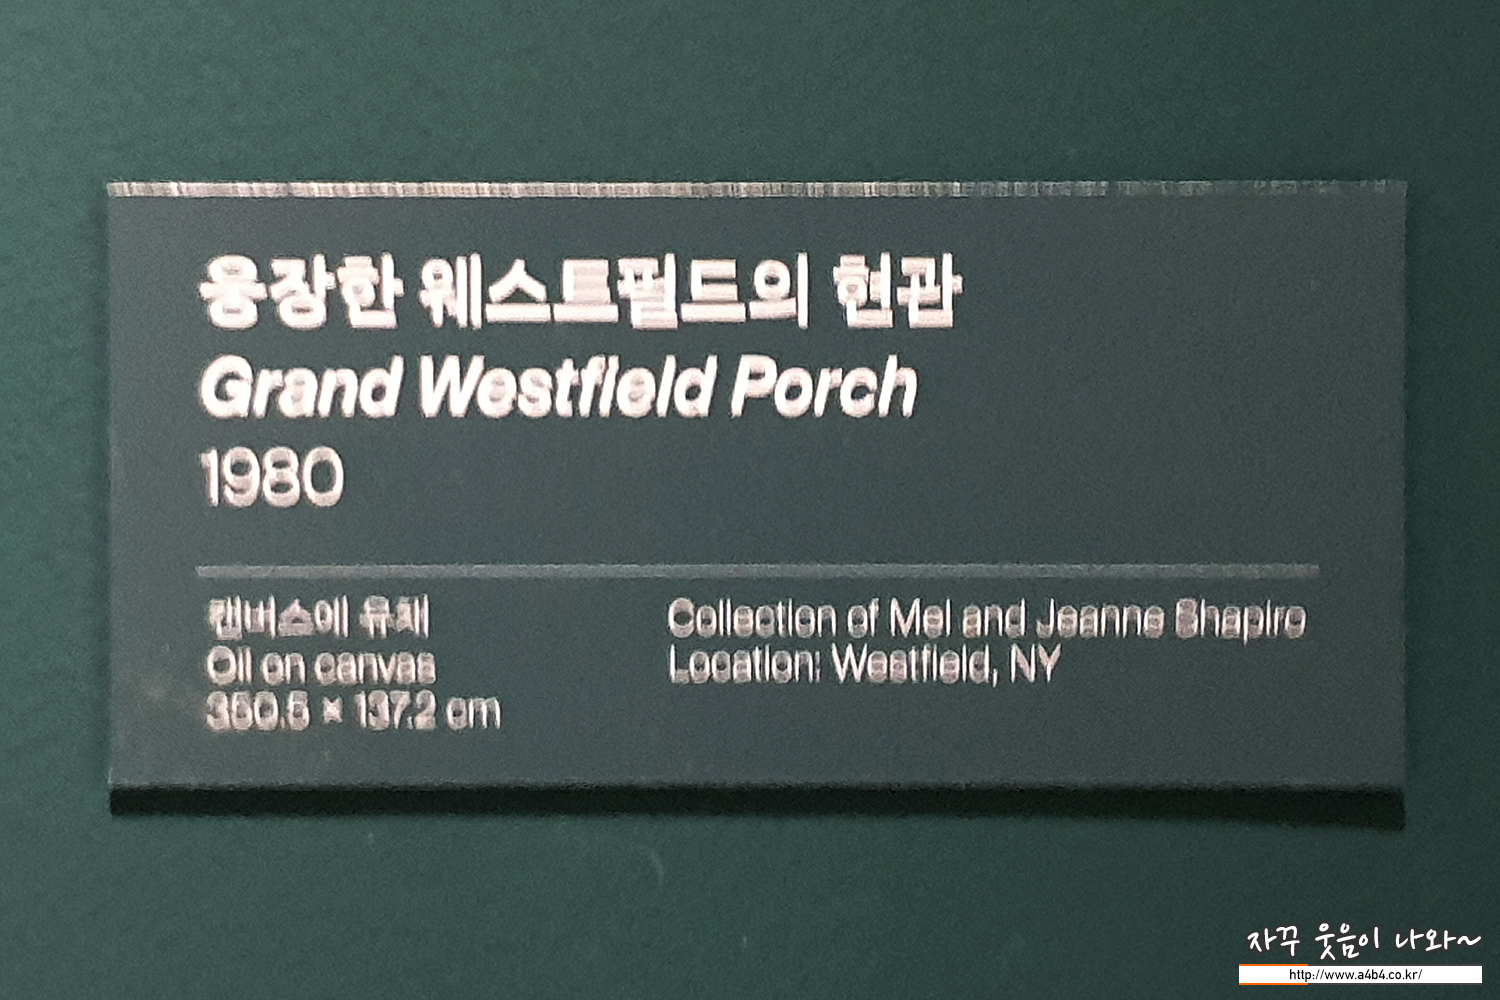 웅장한 웨스트필드의 현관
Grand Westfield Porch
1980
캔버스에 유채
Oil on canvas
Collection of Mel and Jeanne Shapiro
Location: Westfield, NY
× 137.2 cm
자꾸 웃음이 나와~
http://www.a4b4.co.kr/